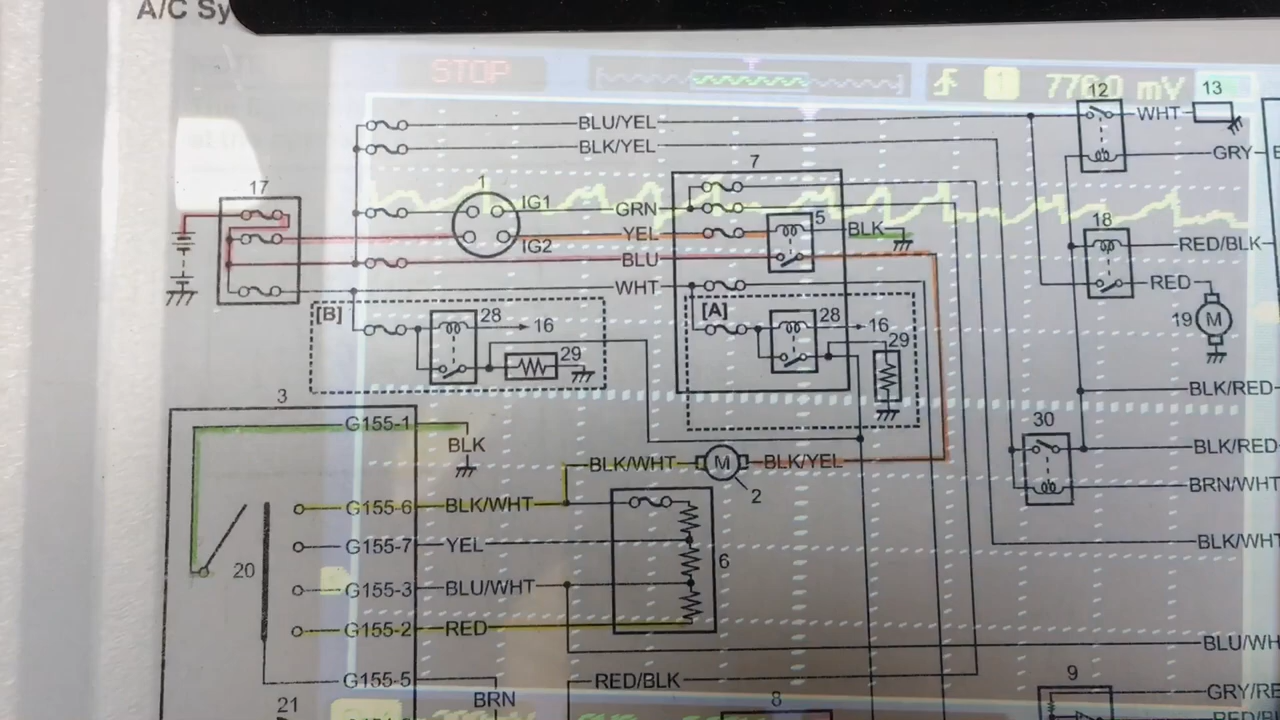 A/C Sy
STOP
1
7760 mV
12
13
WHT
BLU/YEL
BLK/YEL
GRY
17
1
IG1
IG2
7
GRN
YEL
BLU
WHT
5
BLK
18
RED/BLK
RED
19
M
[B]
28
16
29
[A]
28
16
29
BLK/RED
3
G155-1
BLK
BLK/WHT
M
BLK/YEL
2
30
BLK/RED
BRN/WHT
G155-6
BLK/WHT
G155-7
YEL
BLK/WHT
20
6
G155-3
BLU/WHT
G155-2
RED
BLU/WH
G155-5
RED/BLK
BRN
21
8
9
GRY/RE